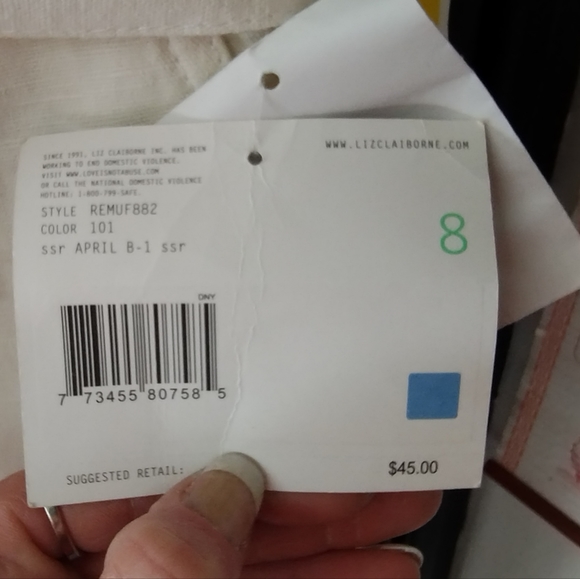 SINCE 1991, LIZ CLAIBORNE INC. HAS BEEN
WORKING TO END DOMESTIC VIOLENCE.
VISIT WWW.LOVEISNOTABUSE.COM
OR CALL THE NATIONAL DOMESTIC VIOLENCE
HOTLINE: 1-800-799-SAFE.
WWW.LIZCLAIBORNE.COM
STYLE REMUF882
COLOR 101
ssr APRIL B-1 ssr
8
DNY
7 73455 80758 5
SUGGESTED RETAIL: $45.00